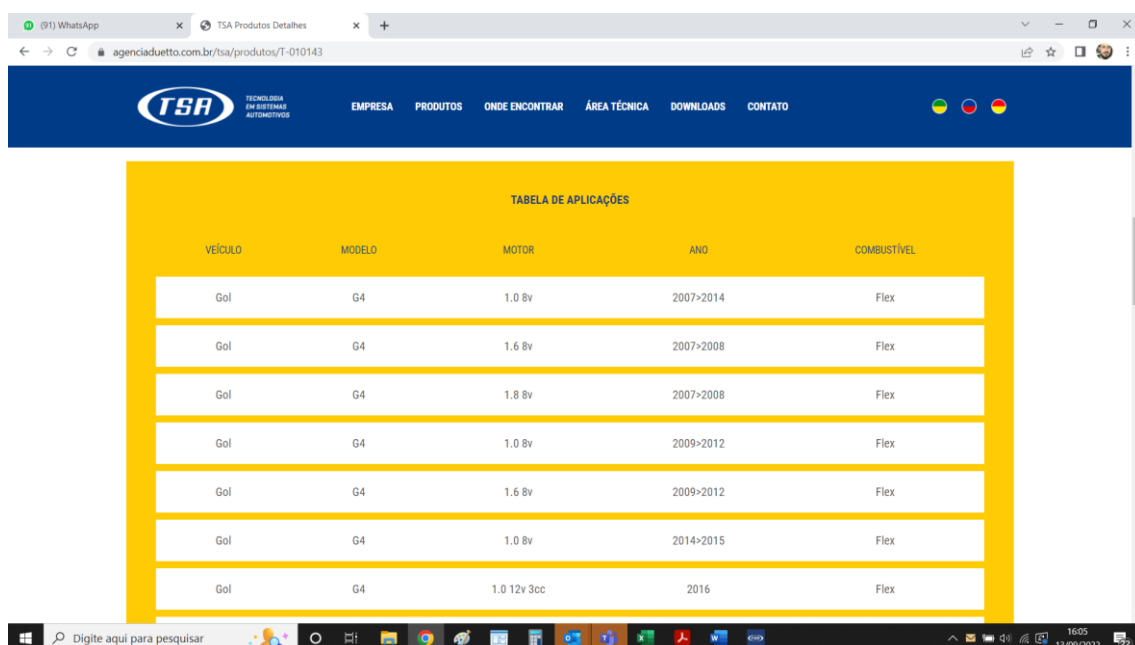 (91) WhatsApp
TSA Produtos Detalhes
agenciaduetto.com.br/tsa/produtos/T-010143
TSA
TECNOLOGIA
EM SISTEMAS
AUTOMOTIVOS
EMPRESA PRODUTOS ONDE ENCONTRAR ÁREA TÉCNICA DOWNLOADS CONTATO
TABELA DE APLICAÇÕES
VEÍCULO MODELO MOTOR ANO COMBUSTÍVEL
Gol G4 1.0 8v 2007>2014 Flex
Gol G4 1.6 8v 2007>2008 Flex
Gol G4 1.8 8v 2007>2008 Flex
Gol G4 1.0 8v 2009>2012 Flex
Gol G4 1.6 8v 2009>2012 Flex
Gol G4 1.0 8v 2014>2015 Flex
Gol G4 1.0 12v 3cc 2016 Flex
Digite aqui para pesquisar
16:05